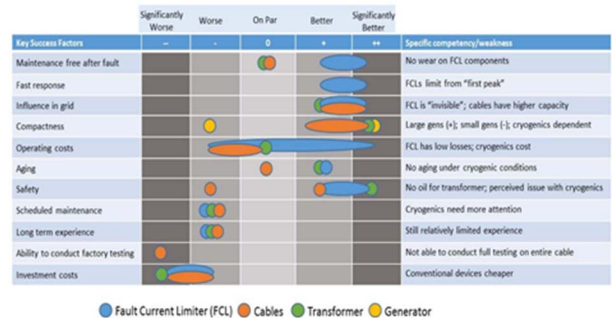 Significantly Worse Worse On Par Better Significantly Better
Key Success Factors -- - 0 + ++ Specific competency/weakness
Maintenance free after fault No wear on FCL components
Fast response FCLs limit from "first peak"
Influence in grid FCL is "invisible"; cables have higher capacity
Compactness Large gens (+); small gens (-); cryogenics dependent
Operating costs FCL has low losses; cryogenics cost
Aging No aging under cryogenic conditions
Safety No oil for transformer; perceived issue with cryogenics
Scheduled maintenance Cryogenics need more attention
Long term experience Still relatively limited experience
Ability to conduct factory testing Not able to conduct full testing on entire cable
Investment costs Conventional devices cheaper
Fault Current Limiter (FCL) Cables Transformer Generator